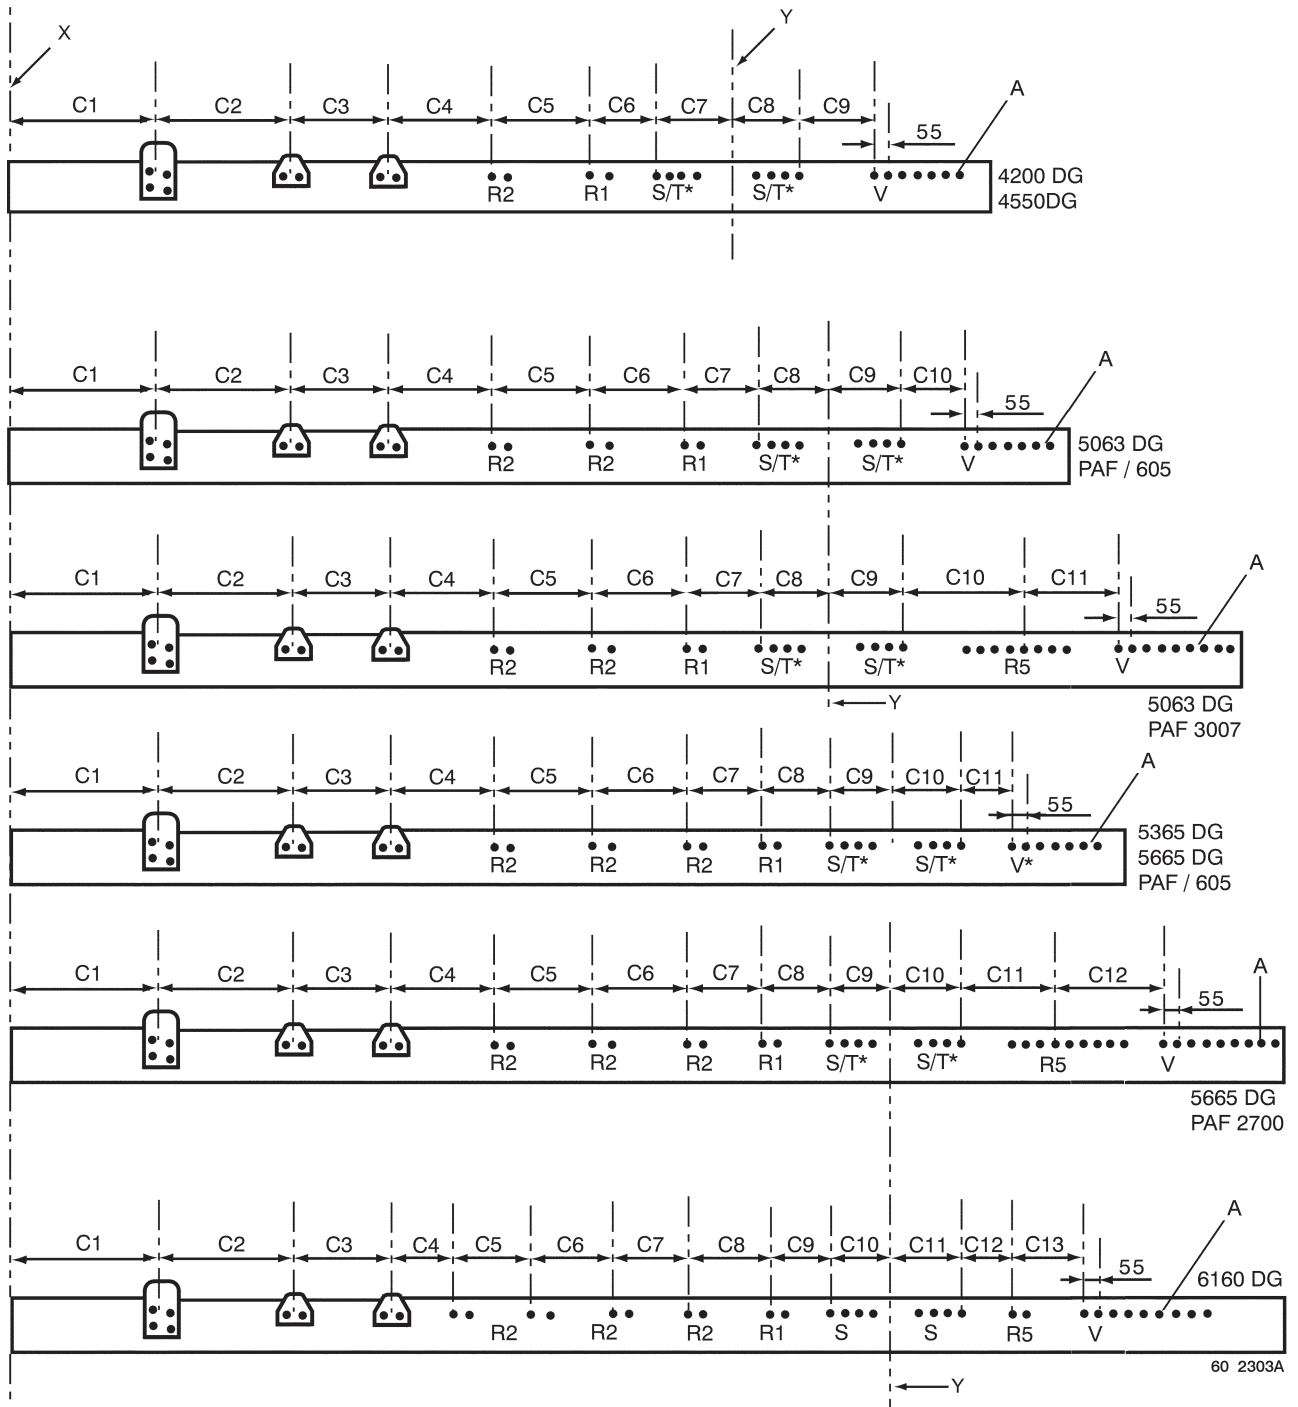 X
Y
C1 C2 C3 C4 C5 C6 C7 C8 C9 A
55
4200 DG
R2 R1 S/T* S/T* V
4550DG
C1 C2 C3 C4 C5 C6 C7 C8 C9 C10 A
55
5063 DG
R2 R2 R1 S/T* S/T* V
PAF / 605
C1 C2 C3 C4 C5 C6 C7 C8 C9 C10 C11 A
55
R2 R2 R1 S/T* S/T* R5 V
Y
5063 DG
PAF 3007
C1 C2 C3 C4 C5 C6 C7 C8 C9 C10 C11 A
55
5365 DG
R2 R2 R2 R1 S/T* S/T* V*
5665 DG
PAF / 605
C1 C2 C3 C4 C5 C6 C7 C8 C9 C10 C11 C12 A
55
R2 R2 R2 R1 S/T* S/T* R5 V
5665 DG
PAF 2700
A
C1 C2 C3 C4 C5 C6 C7 C8 C9 C10 C11 C12 C13
55
6160 DG
R2 R2 R2 R1 S S R5 V
60 2303A
Y